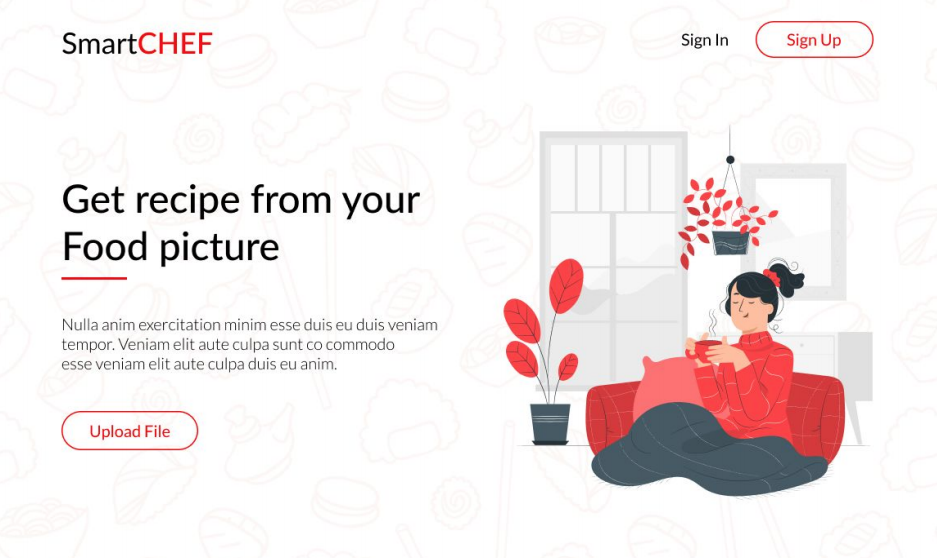 SmartCHEF
Sign In
Sign Up
Get recipe from your
Food picture
Nulla anim exercitation minim esse duis eu duis veniam
tempor. Veniam elit aute culpa sunt co commodo
esse veniam elit aute culpa duis eu anim.
Upload File